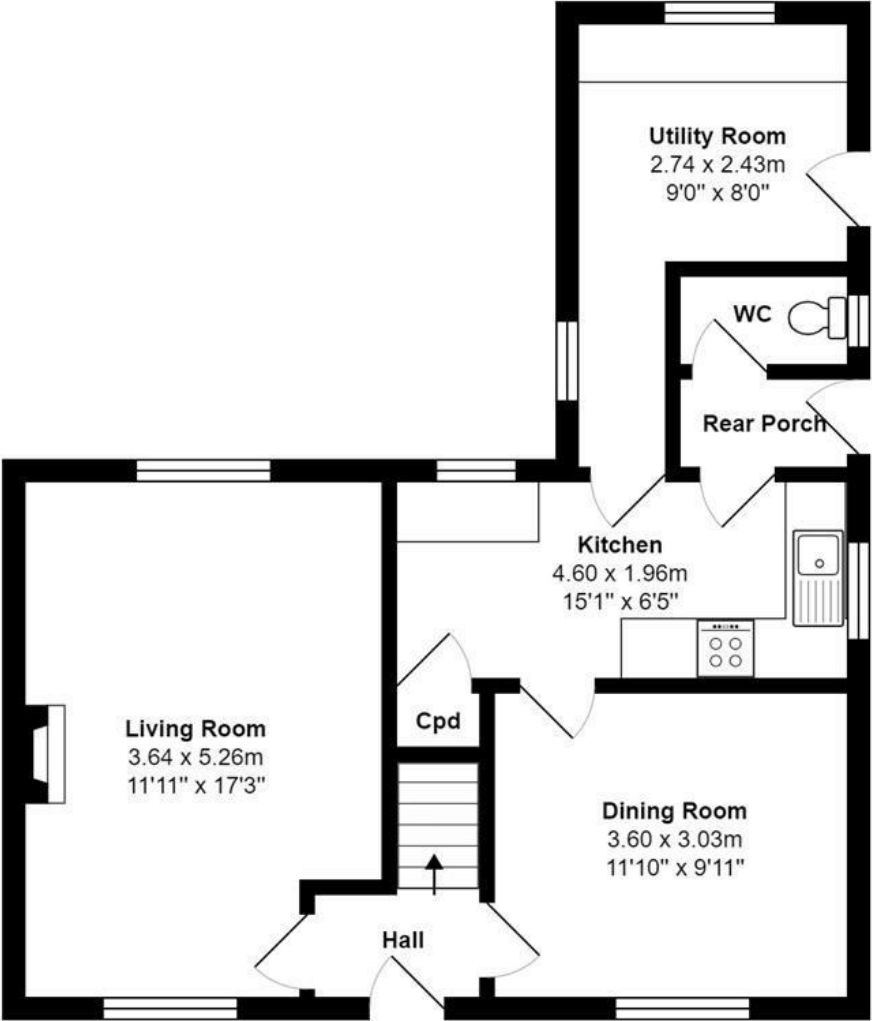 Utility Room
2.74 x 2.43m
9'0" x 8'0"
WC
Rear Porch
Kitchen
4.60 x 1.96m
15'1" x 6'5"
Cpd
Living Room
3.64 x 5.26m
11'11" x 17'3"
Dining Room
3.60 x 3.03m
11'10" x 9'11"
Hall